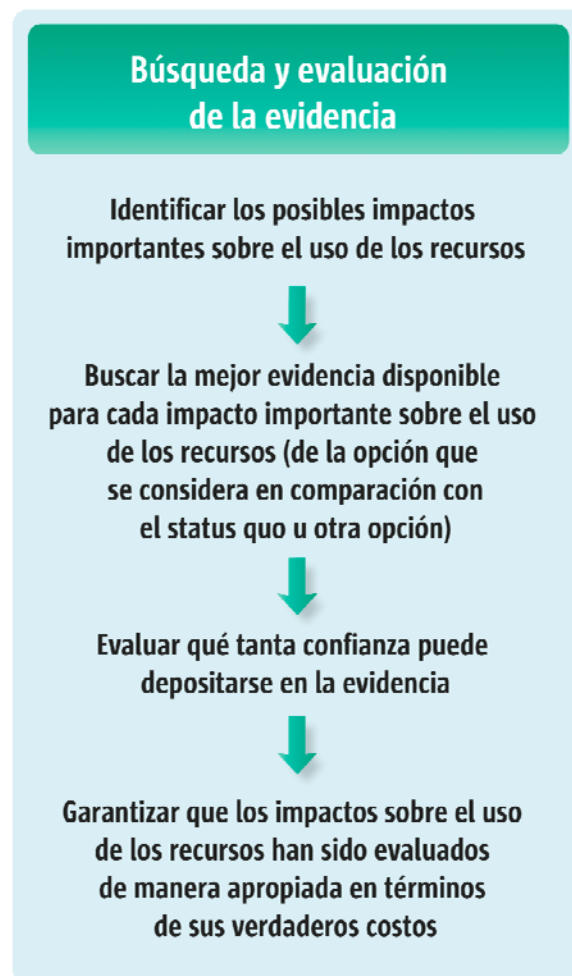 Búsqueda y evaluación
de la evidencia
Identificar los posibles impactos
importantes sobre el uso de los recursos
Buscar la mejor evidencia disponible
para cada impacto importante sobre el uso
de los recursos (de la opción que
se considera en comparación con
el status quo u otra opción)
Evaluar qué tanta confianza puede
depositarse en la evidencia
Garantizar que los impactos sobre el uso
de los recursos han sido evaluados
de manera apropiada en términos
de sus verdaderos costos